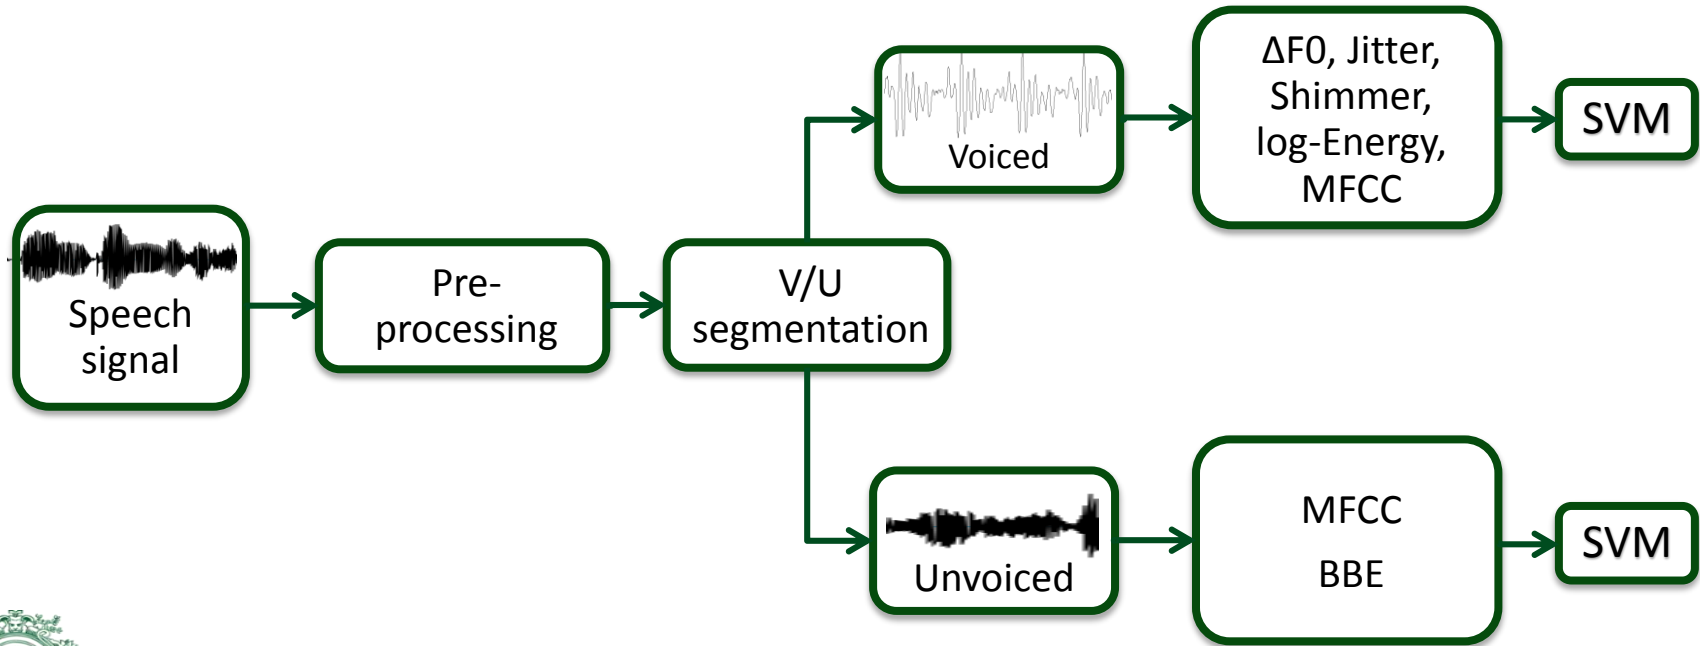 Speech
signal
Pre-
processing
V/U
segmentation
Voiced
ΔF0, Jitter,
Shimmer,
log-Energy,
MFCC
SVM
Unvoiced
MFCC
BBE
SVM